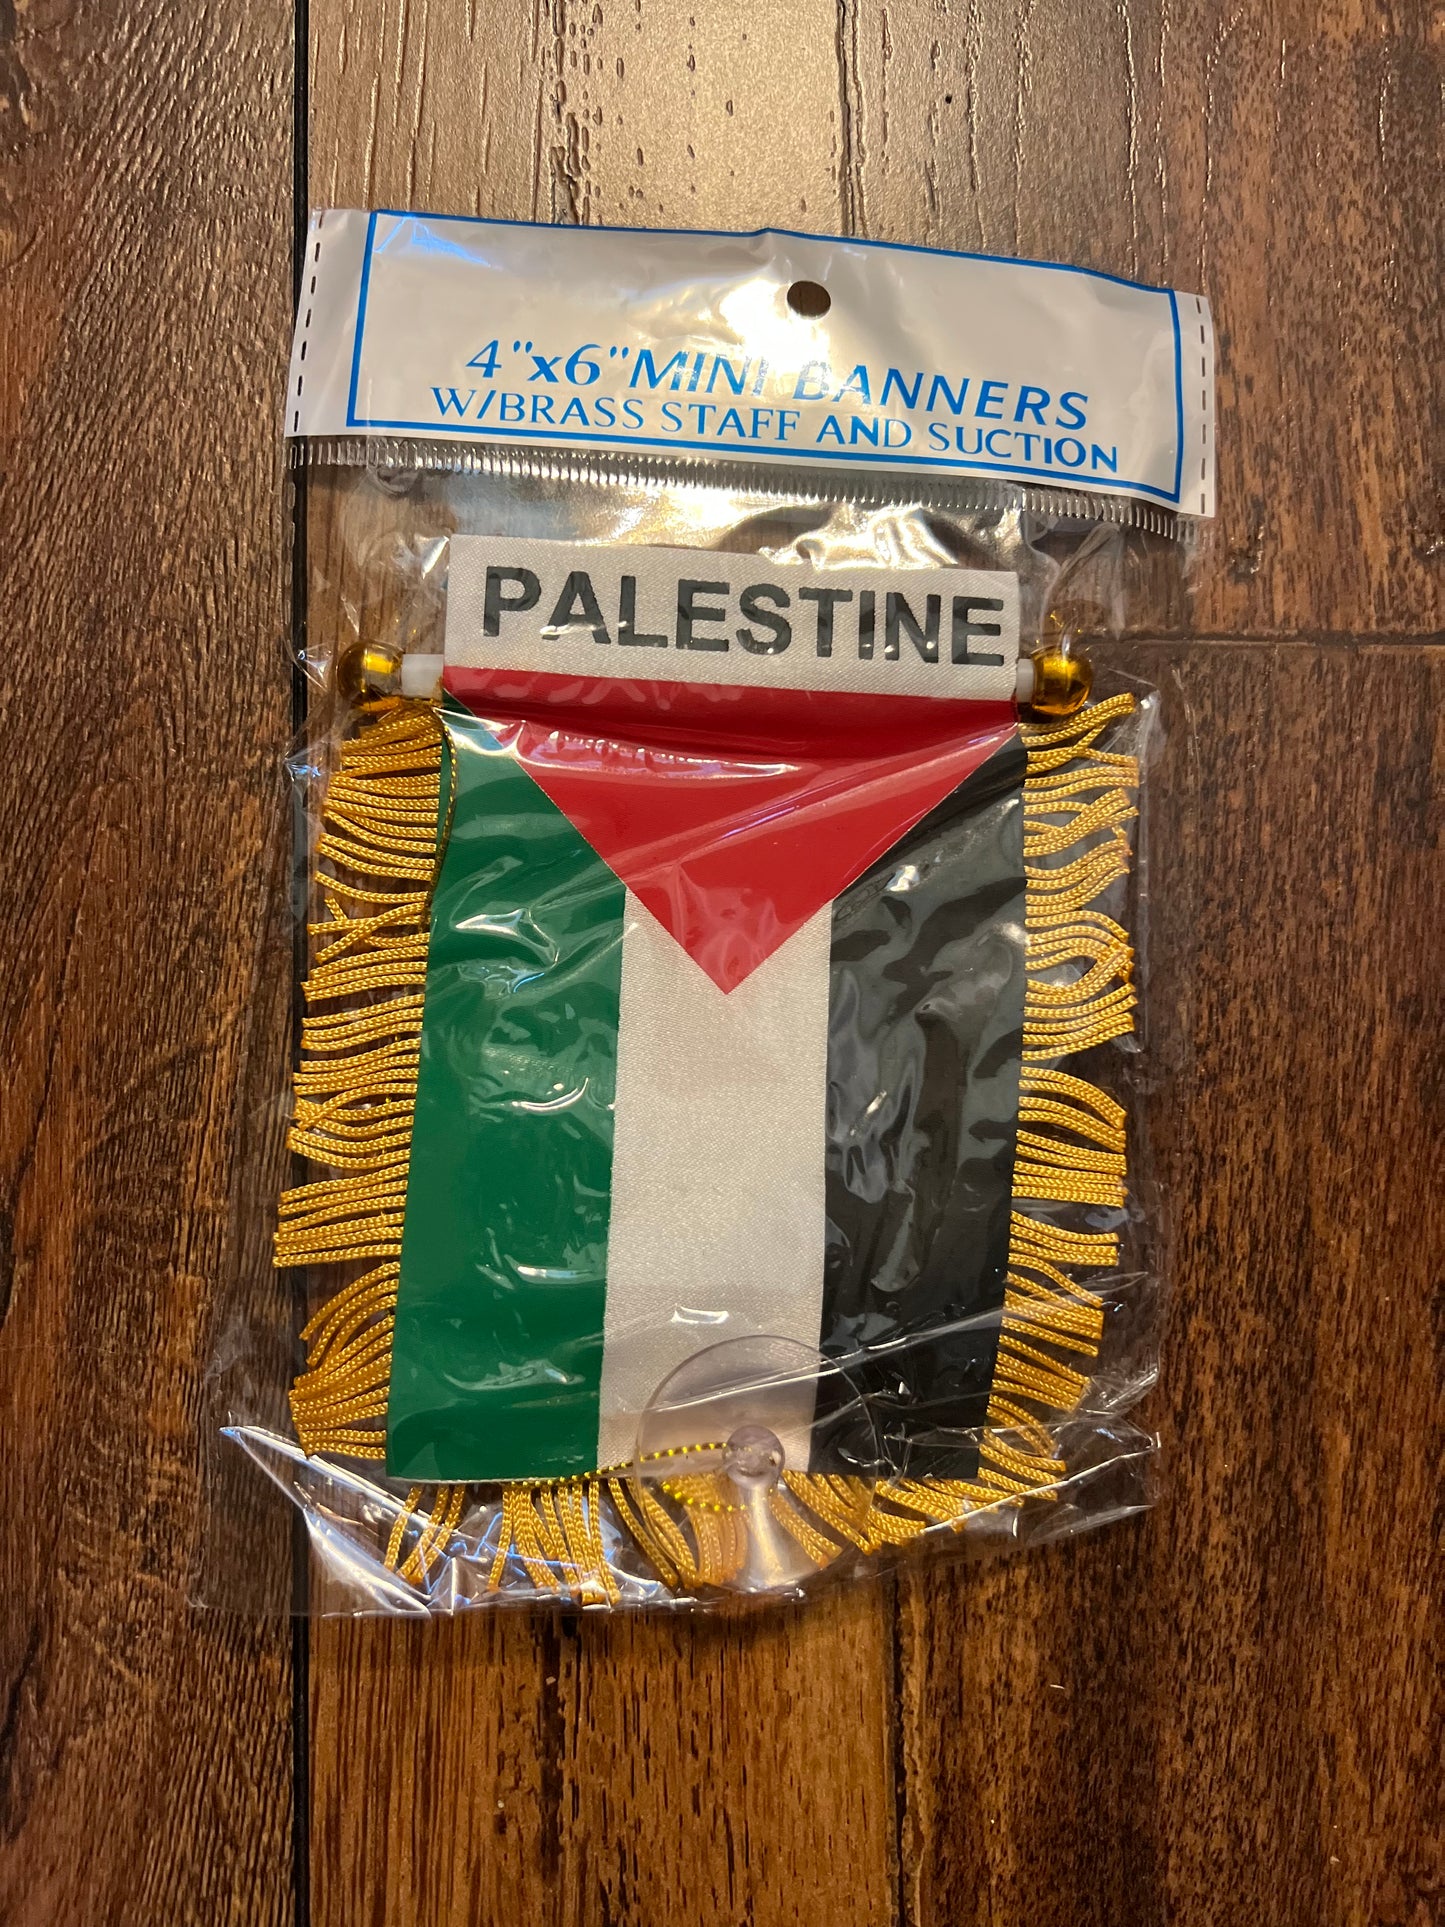 4"x6"MINI BANNERS
W/BRASS STAFF AND SUCTION
PALESTINE